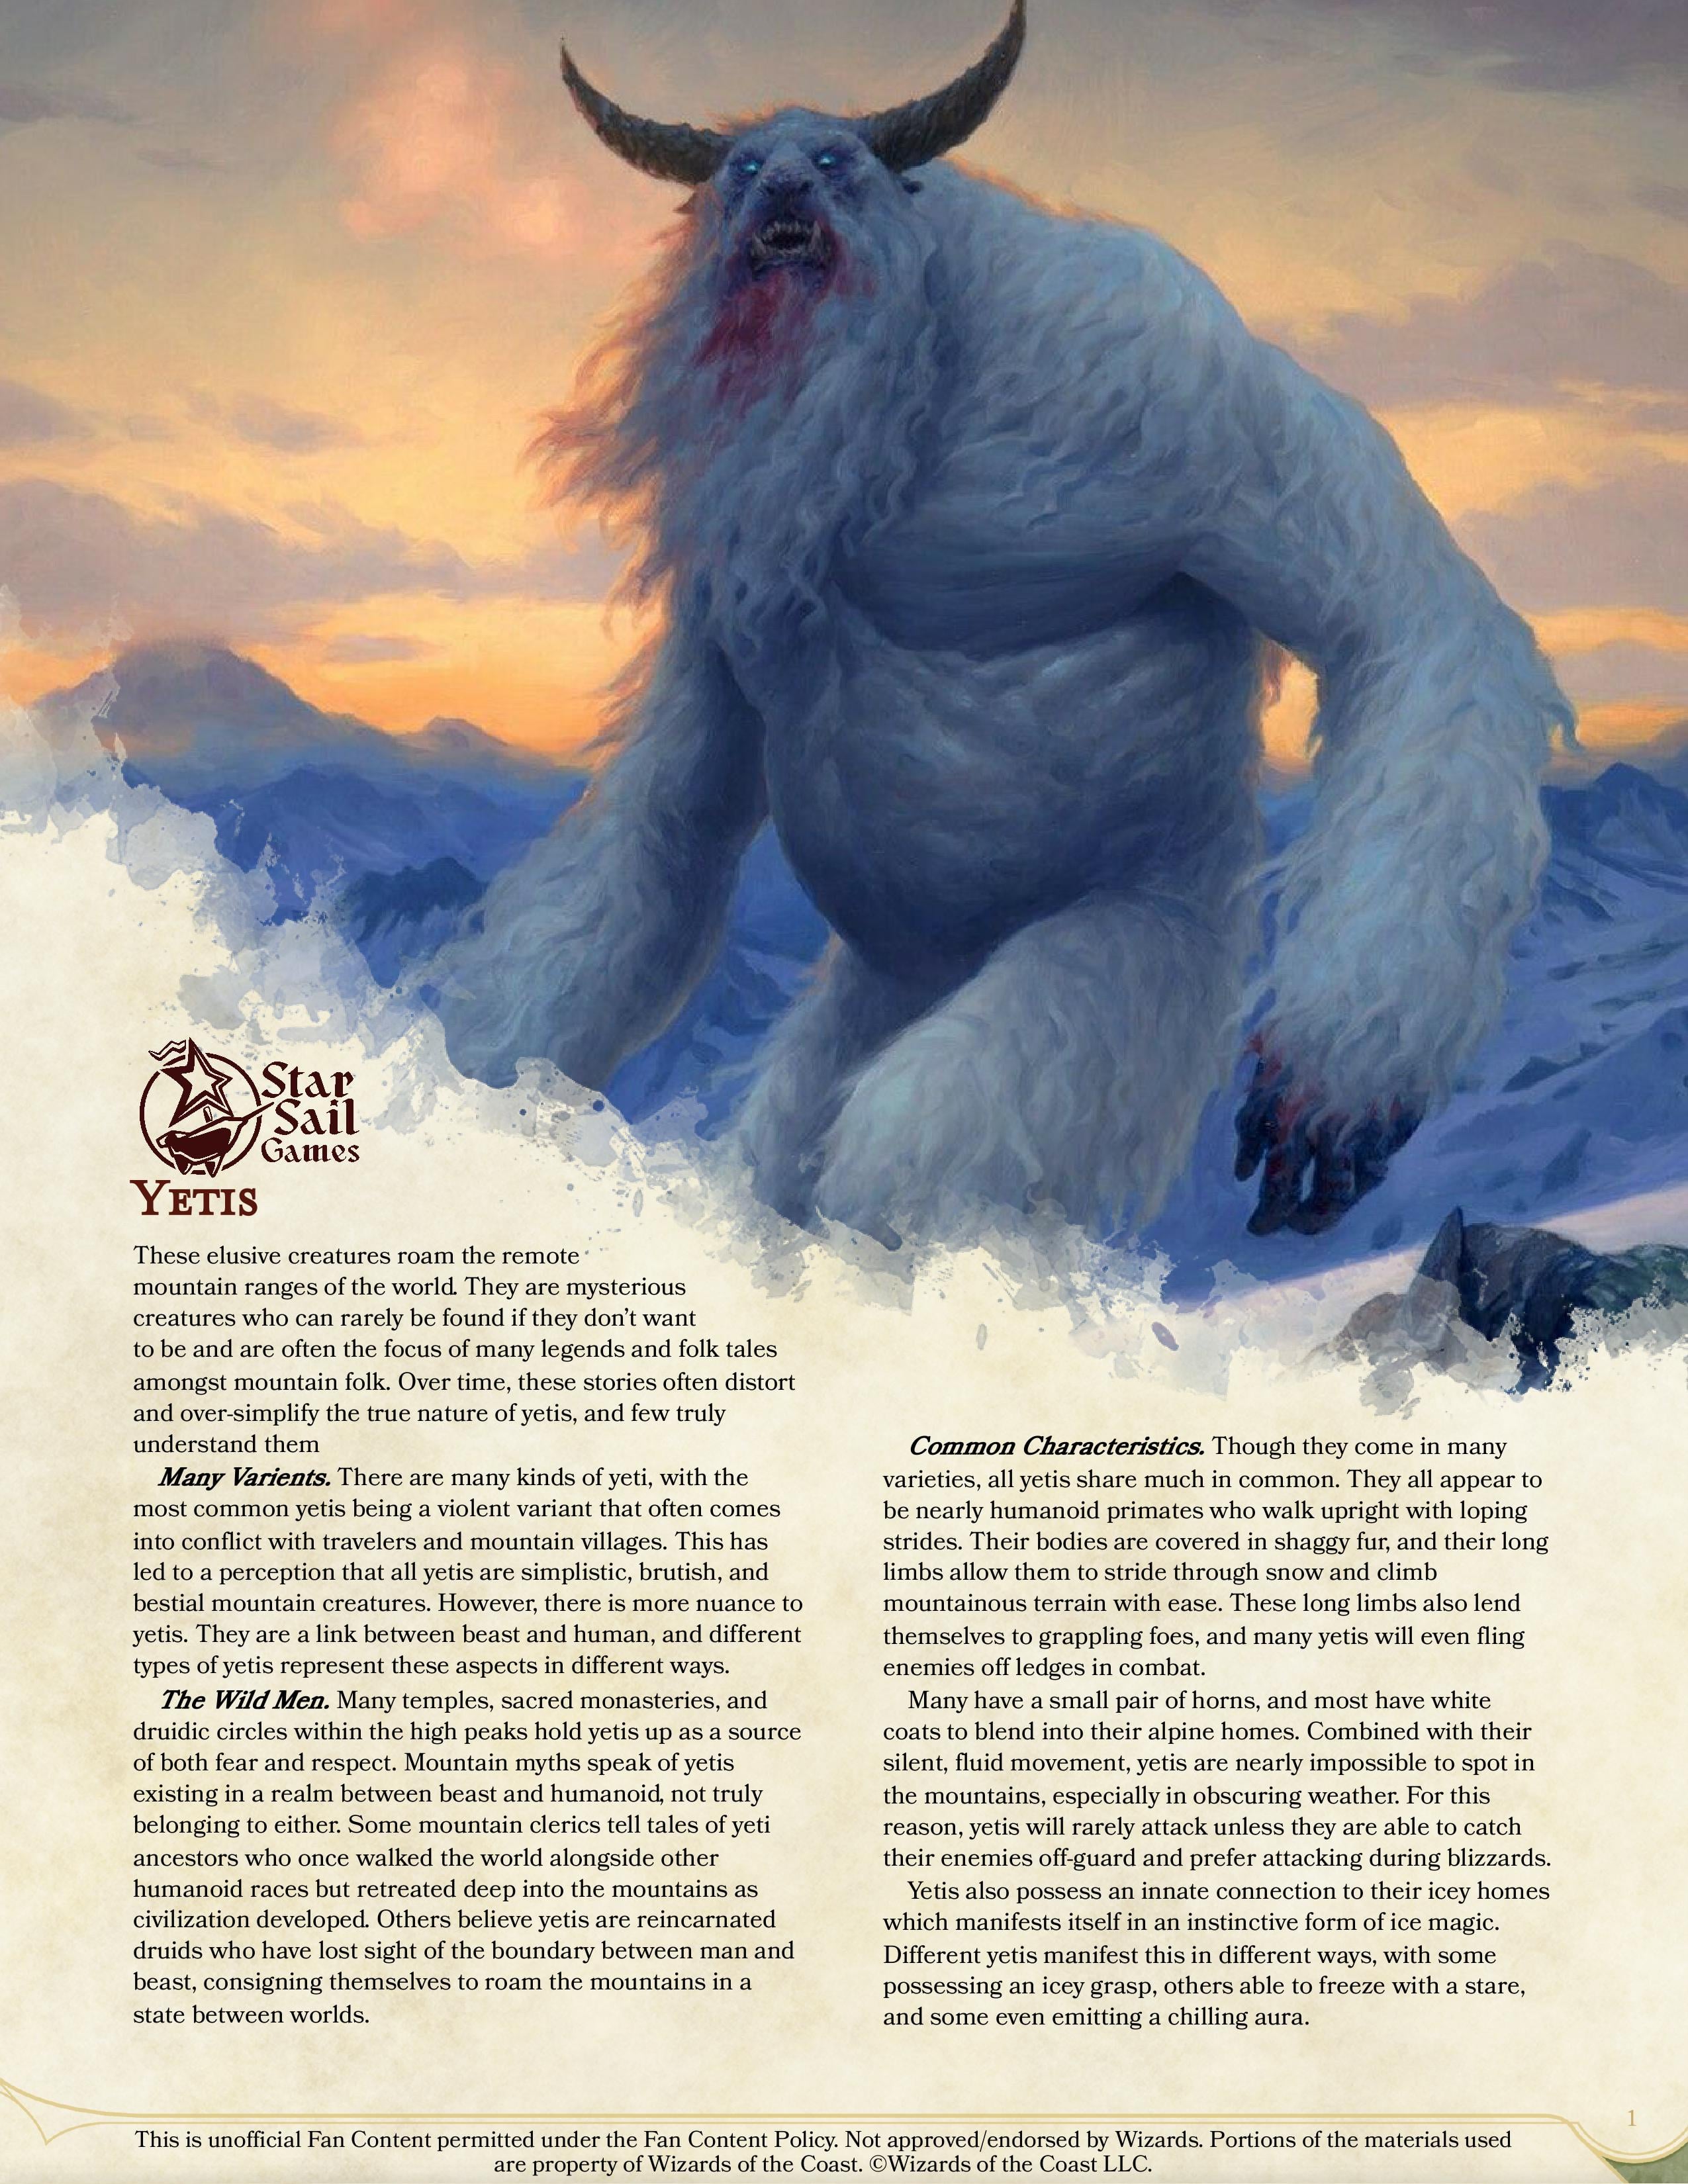 Star
Sail
Games
Yetis
These elusive creatures roam the remote
mountain ranges of the world. They are mysterious
creatures who can rarely be found if they don't want
to be and are often the focus of many legends and folk tales
amongst mountain folk. Over time, these stories often distort
and over-simplify the true nature of yetis, and few truly
understand them
Many Varients. There are many kinds of yeti, with the
most common yetis being a violent variant that often comes
into conflict with travelers and mountain villages. This has
led to a perception that all yetis are simplistic, brutish, and
bestial mountain creatures. However, there is more nuance to
yetis. They are a link between beast and human, and different
types of yetis represent these aspects in different ways.
The Wild Men. Many temples, sacred monasteries, and
druidic circles within the high peaks hold yetis up as a source
of both fear and respect. Mountain myths speak of yetis
existing in a realm between beast and humanoid, not truly
belonging to either. Some mountain clerics tell tales of yeti
ancestors who once walked the world alongside other
humanoid races but retreated deep into the mountains as
civilization developed. Others believe yetis are reincarnated
druids who have lost sight of the boundary between man and
beast, consigning themselves to roam the mountains in a
state between worlds.
Common Characteristics. Though they come in many
varieties, all yetis share much in common. They all appear to
be nearly humanoid primates who walk upright with loping
strides. Their bodies are covered in shaggy fur, and their long
limbs allow them to stride through snow and climb
mountainous terrain with ease. These long limbs also lend
themselves to grappling foes, and many yetis will even fling
enemies off ledges in combat.
Many have a small pair of horns, and most have white
coats to blend into their alpine homes. Combined with their
silent, fluid movement, yetis are nearly impossible to spot in
the mountains, especially in obscuring weather. For this
reason, yetis will rarely attack unless they are able to catch
their enemies off-guard and prefer attacking during blizzards.
Yetis also possess an innate connection to their icey homes
which manifests itself in an instinctive form of ice magic.
Different yetis manifest this in different ways, with some
possessing an icey grasp, others able to freeze with a stare,
and some even emitting a chilling aura.
1
This is unofficial Fan Content permitted under the Fan Content Policy. Not approved/endorsed by Wizards. Portions of the materials used
are property of Wizards of the Coast. ©Wizards of the Coast LLC.